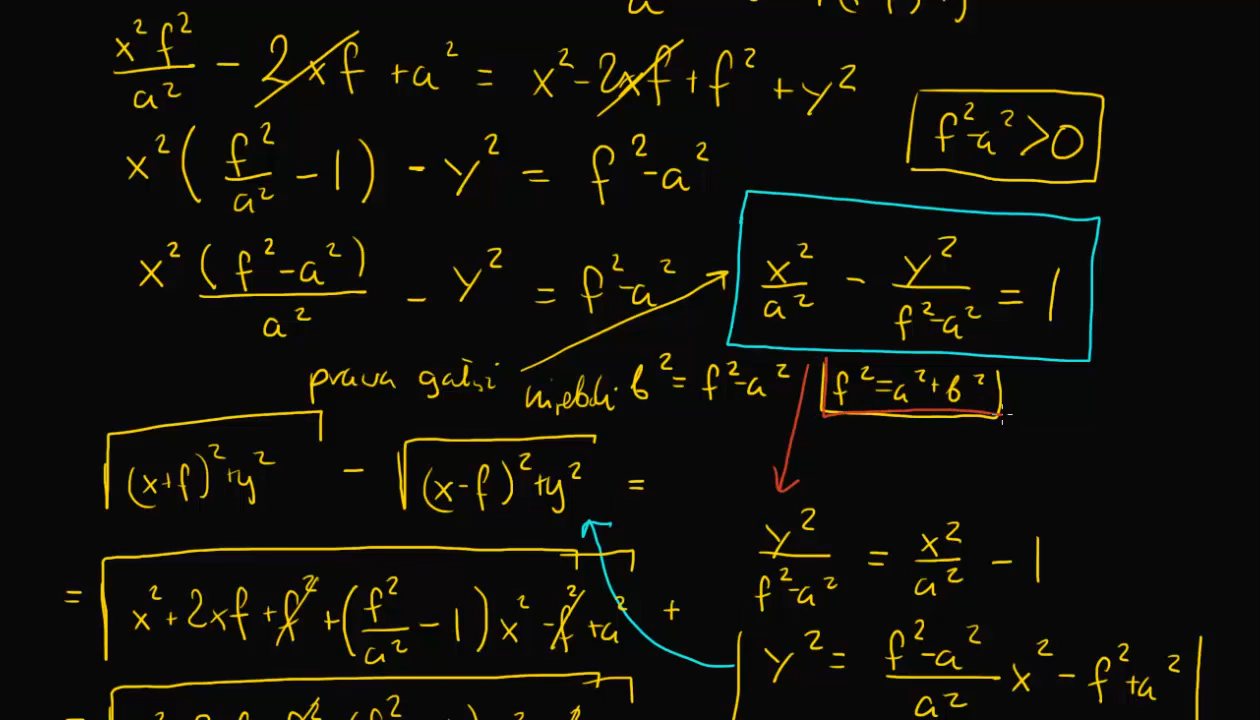 x²f²/a² - 2xf + a² = x² - 2xf + f² + y²
f² - a² > 0
x²(f²/a² - 1) - y² = f² - a²
x² (f² - a²)/a² - y² = f² - a²
x²/a² - y²/(f² - a²) = 1
prava gałąź b² = f² - a² f² = a² + b²
√((x+f)² + y²) - √((x-f)² + y²) =
y²/(f² - a²) = x²/a² - 1
= √(x² + 2xf + f² + (f²/a² - 1)x² - f² + a²) +
y² = (f² - a²)/a² x² - f² + a²